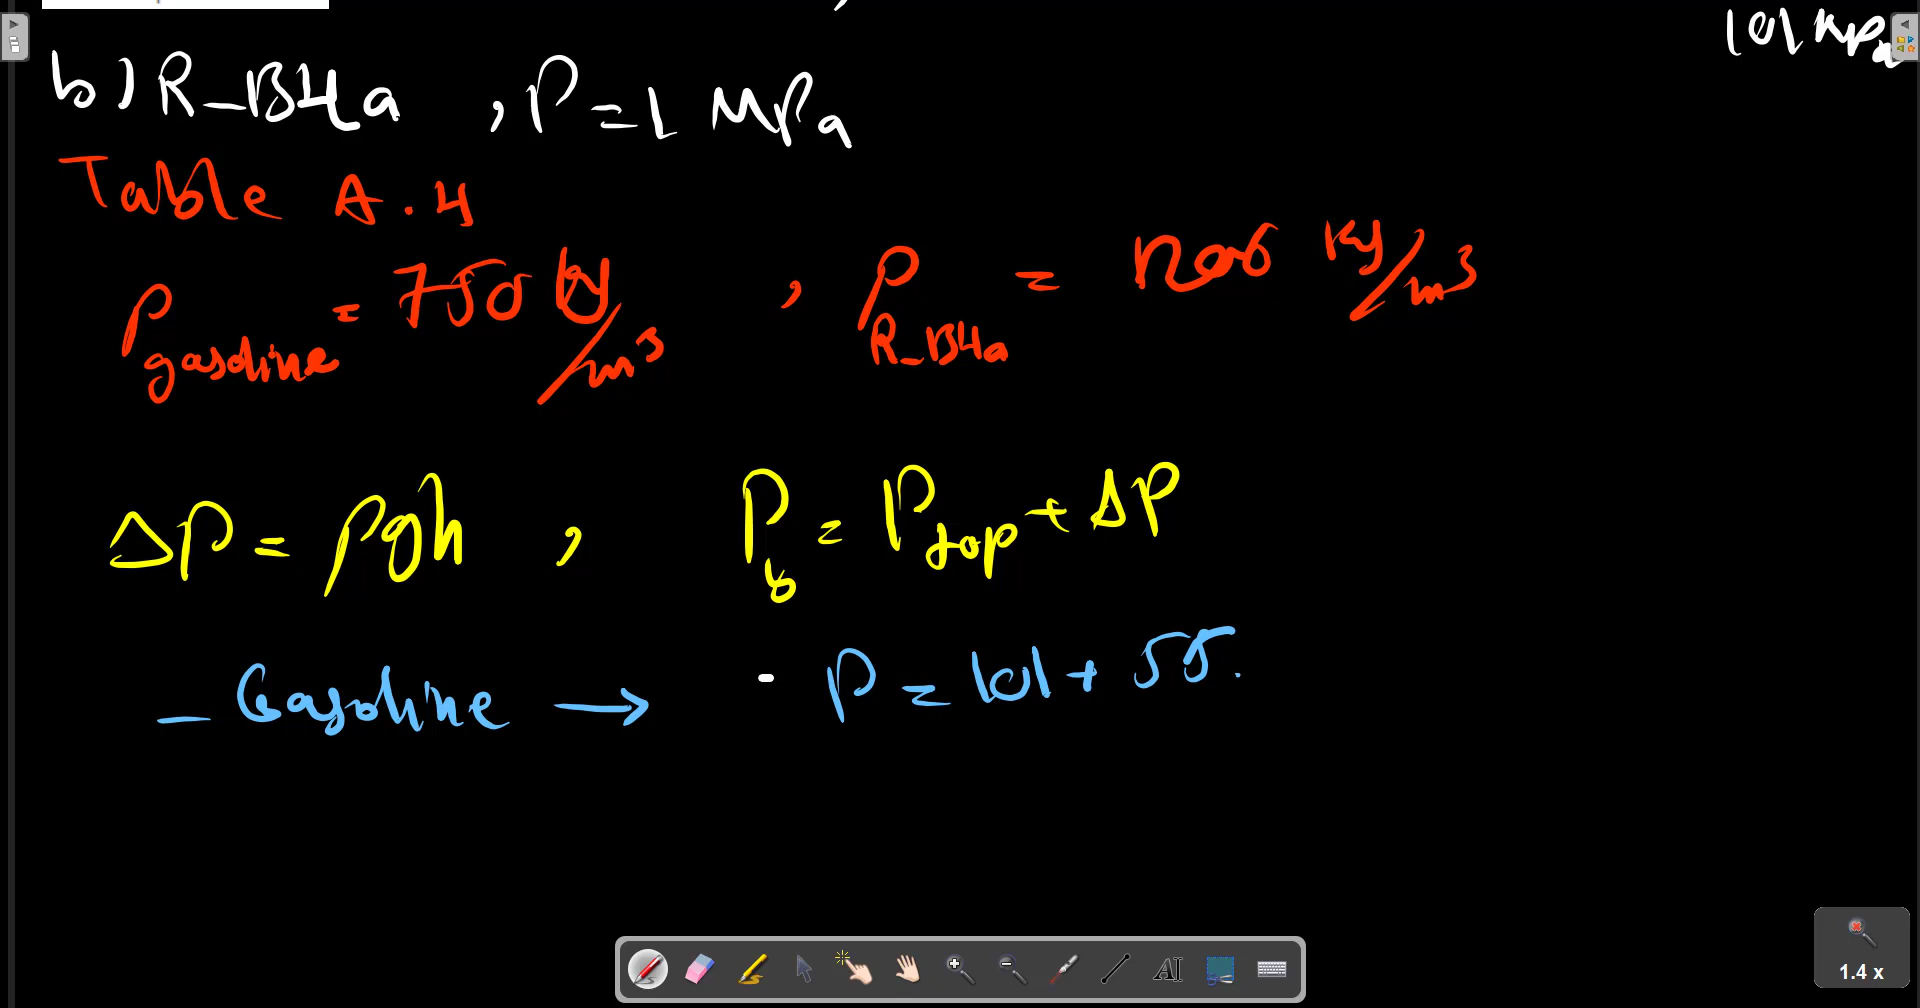 101 kPa
b) R_134a , P = 1 MPa
Table A.4
ρgasoline = 750 kg/m3 , ρR_134a = 1206 kg/m3
ΔP = ρgh , Pb = Ptop + ΔP
_ Gasoline → P = 101 + 55.
AI
1.4 x